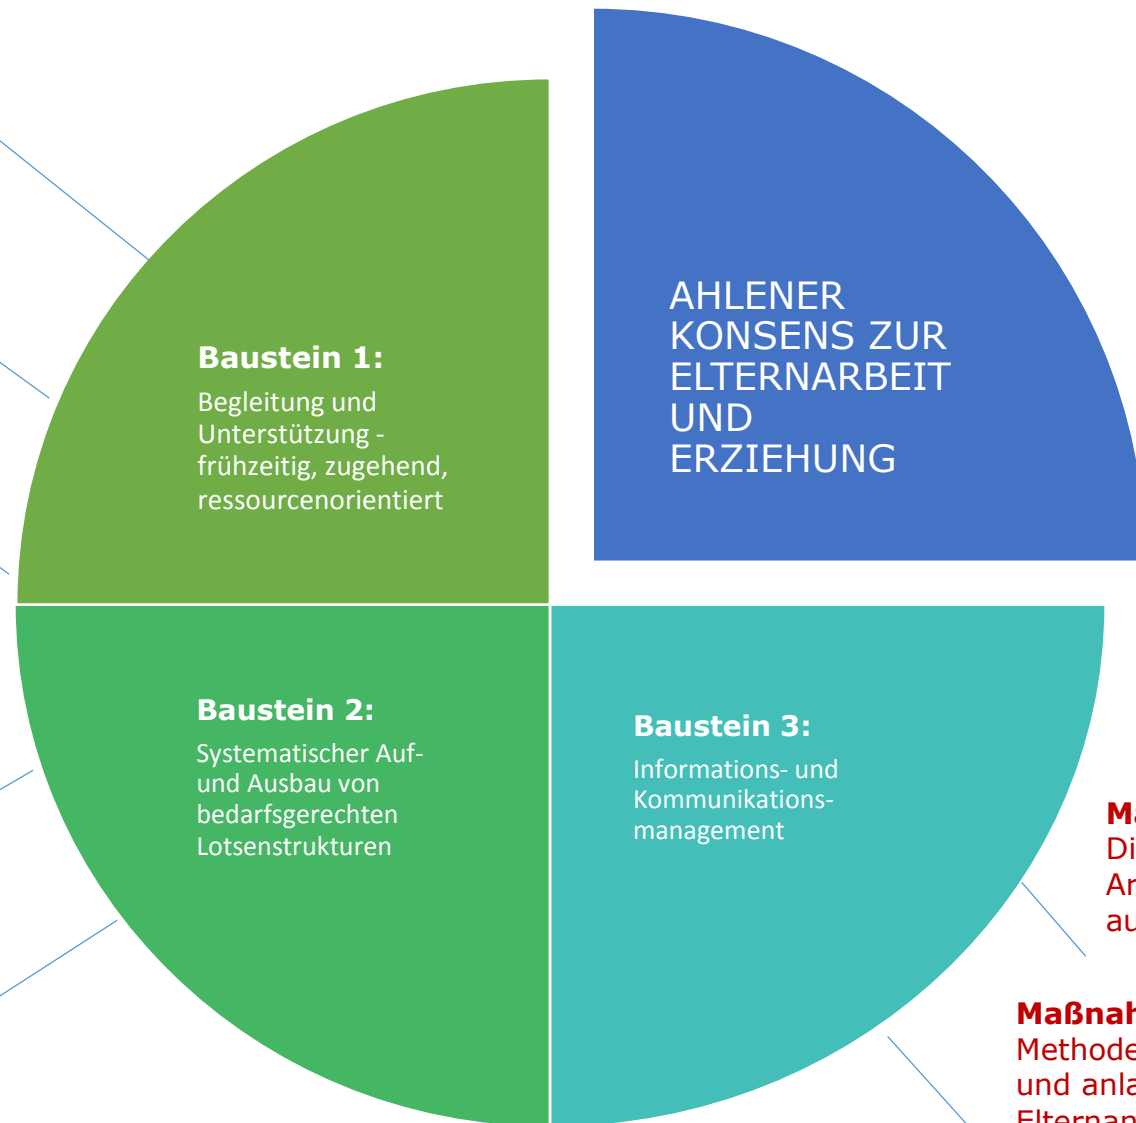 AHLENER
KONSENS ZUR
ELTERNARBEIT
UND
ERZIEHUNG
Baustein 1:
Begleitung und
Unterstützung -
frühzeitig, zugehend,
ressourcenorientiert
Baustein 2:
Systematischer Auf-
und Ausbau von
bedarfsgerechten
Lotsenstrukturen
Baustein 3:
Informations- und
Kommunikations-
management
und